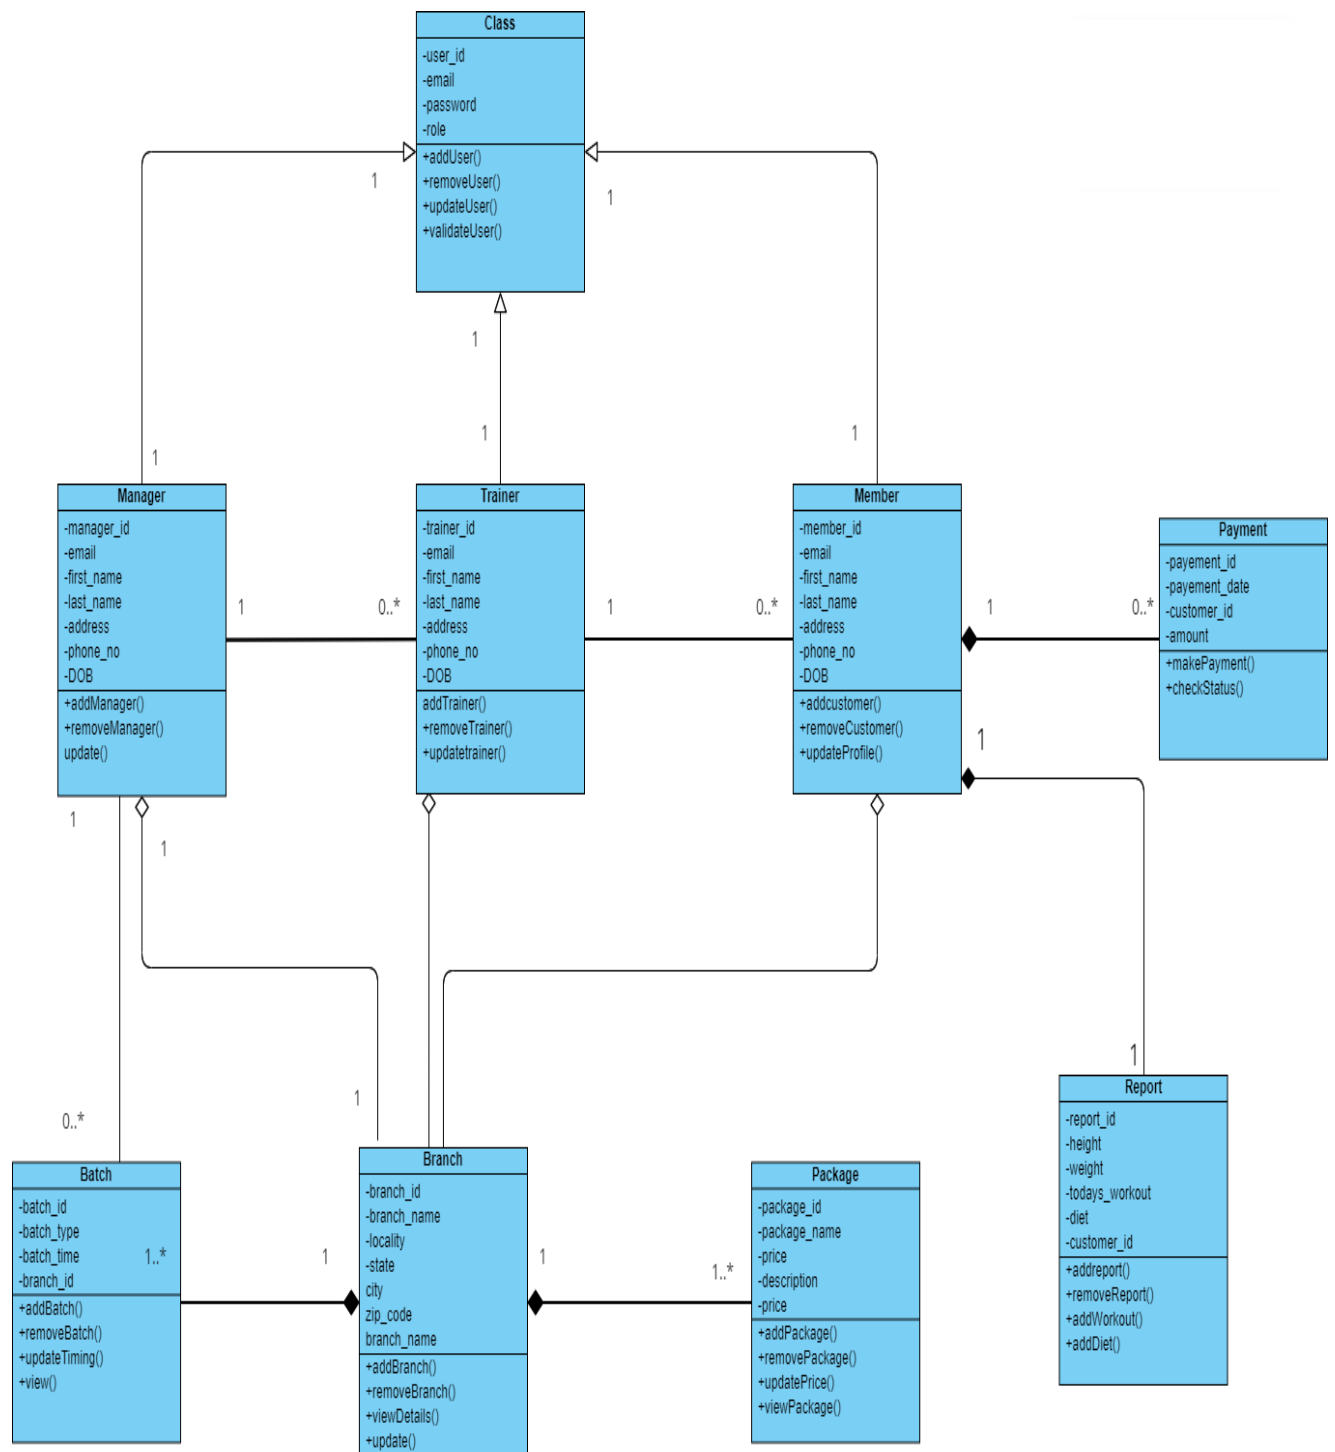 Class
-user_id
-email
-password
-role
+addUser()
+removeUser()
+updateUser()
+validateUser()
1
1
1
1
1
1
Manager
-manager_id
-email
-first_name
-last_name
-address
-phone_no
-DOB
+addManager()
+removeManager()
update()
1
0..*
Trainer
-trainer_id
-email
-first_name
-last_name
-address
-phone_no
-DOB
addTrainer()
+removeTrainer()
+updatetrainer()
1
0..*
Member
-member_id
-email
-first_name
-last_name
-address
-phone_no
-DOB
+addcustomer()
+removeCustomer()
+updateProfile()
1
0..*
Payment
-payement_id
-payement_date
-customer_id
-amount
+makePayment()
+checkStatus()
1
1
1
1
1
0..*
Batch
-batch_id
-batch_type
-batch_time
-branch_id
+addBatch()
+removeBatch()
+updateTiming()
+view()
1..*
1
Branch
-branch_id
-branch_name
-locality
-state
city
zip_code
branch_name
+addBranch()
+removeBranch()
+viewDetails()
+update()
1
1..*
Package
-package_id
-package_name
-price
-description
-price
+addPackage()
+removePackage()
+updatePrice()
+viewPackage()
Report
-report_id
-height
-weight
-todays_workout
-diet
-customer_id
+addreport()
+removeReport()
+addWorkout()
+addDiet()